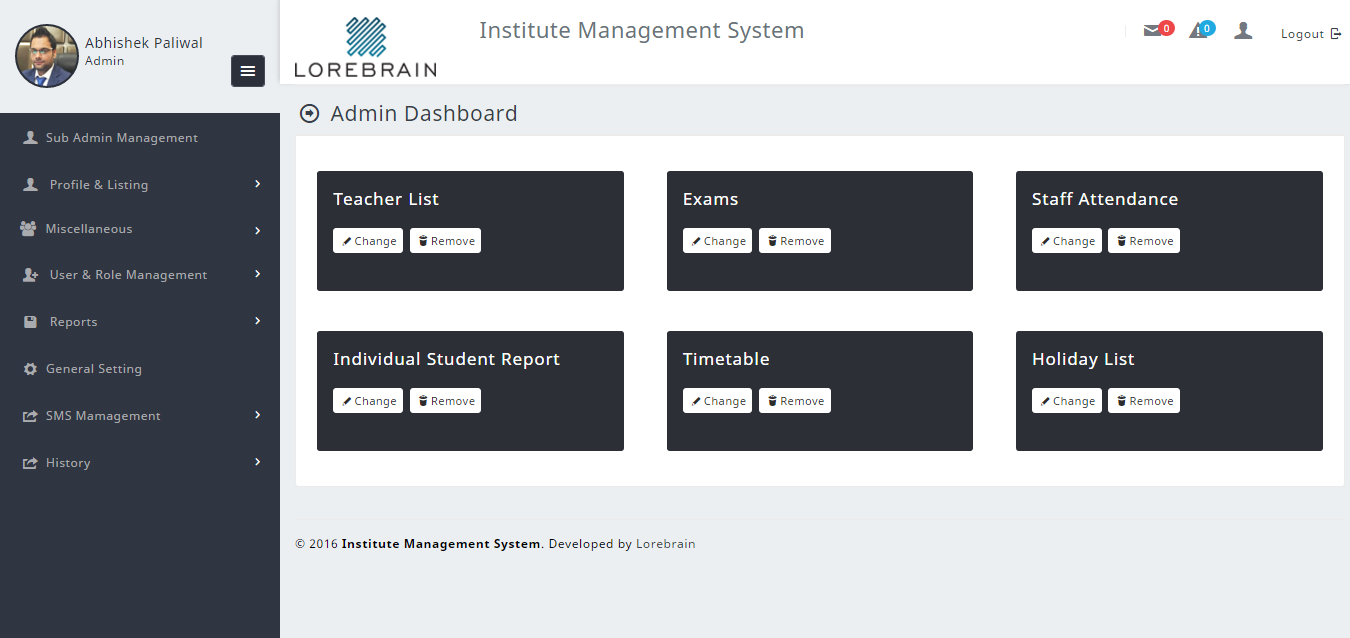 Abhishek Paliwal
Admin
LOREBRAIN
Institute Management System
0
0
Logout
Sub Admin Management
Profile & Listing
Miscellaneous
User & Role Management
Reports
General Setting
SMS Mamagement
History
Admin Dashboard
Teacher List
Change Remove
Exams
Change Remove
Staff Attendance
Change Remove
Individual Student Report
Change Remove
Timetable
Change Remove
Holiday List
Change Remove
© 2016 Institute Management System. Developed by Lorebrain